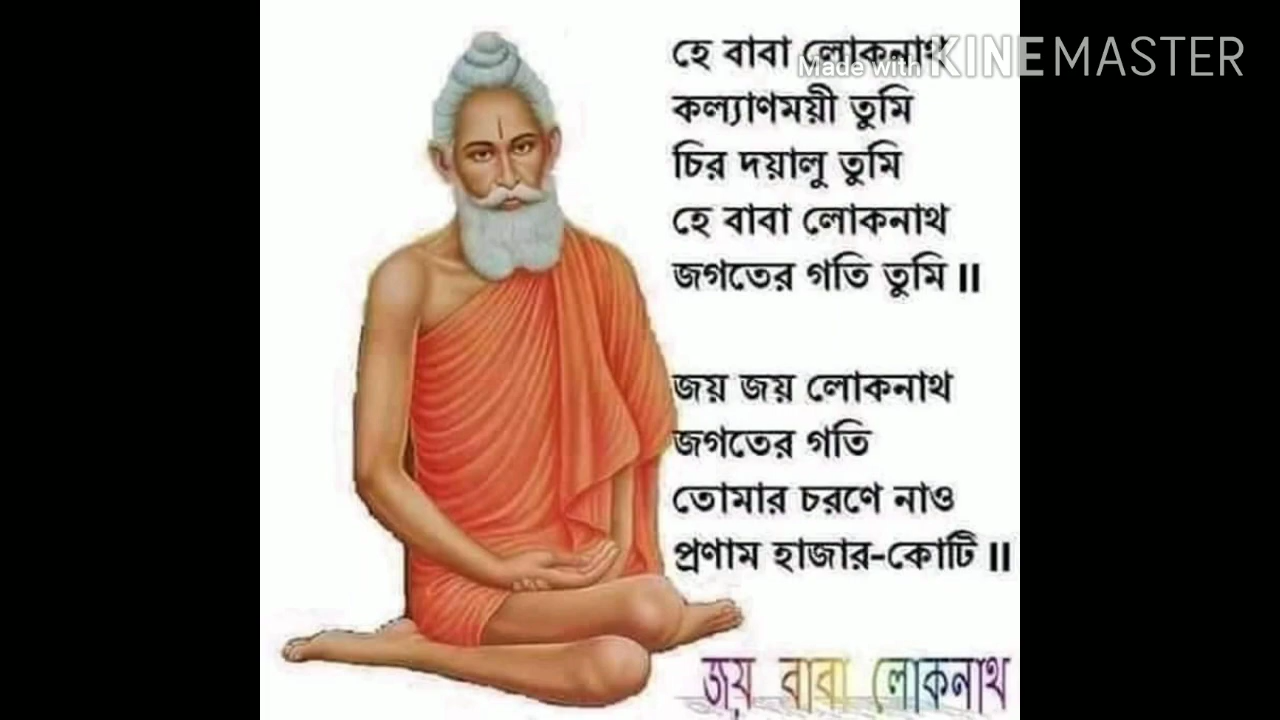 হে বাবা লোকনাথ
Made with KINEMASTER
কল্যাণময়ী তুমি
চির দয়ালু তুমি
হে বাবা লোকনাথ
জগতের গতি তুমি ॥
জয় জয় লোকনাথ
জগতের গতি
তোমার চরণে নাও
প্রণাম হাজার-কোটি ॥
জয় বাবা লোকনাথ